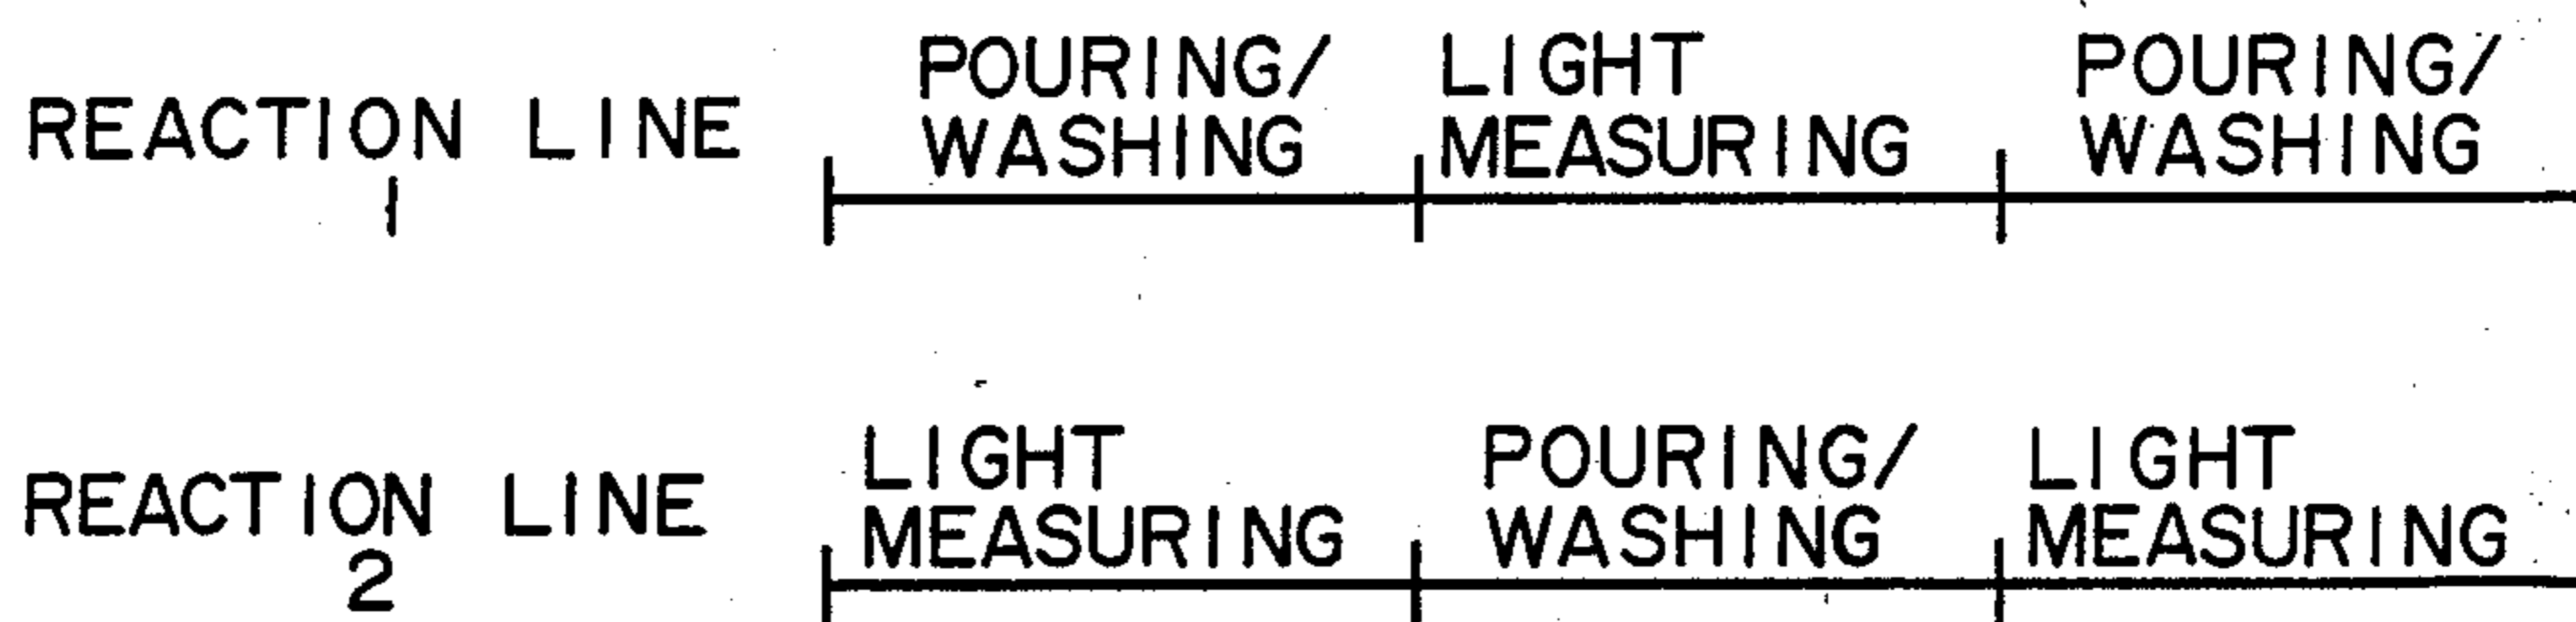 REACTION LINE
1
POURING/
WASHING
LIGHT
MEASURING
POURING/
WASHING
REACTION LINE
2
LIGHT
MEASURING
POURING/
WASHING
LIGHT
MEASURING